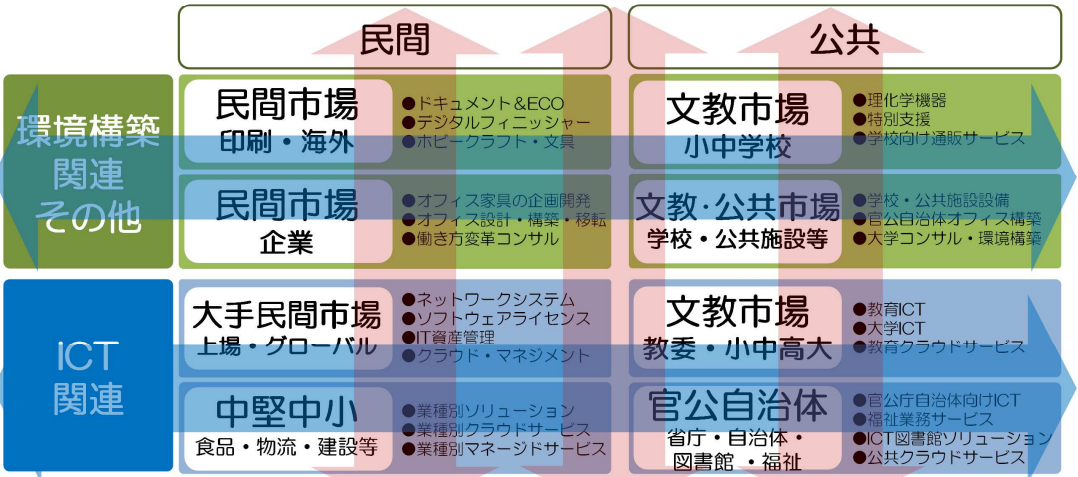 民間
公共
環境構築
関連
その他
民間市場
印刷・海外
●ドキュメント&ECO
●デジタルフィニッシャー
●ホビークラフト・文具
文教市場
小中学校
●理化学機器
●特別支援
●学校向け通販サービス
民間市場
企業
●オフィス家具の企画開発
●オフィス設計・構築・移転
●働き方変革コンサル
文教・公共市場
学校・公共施設等
●学校・公共施設設備
●官公自治体オフィス構築
●大学コンサル・環境構築
ICT
関連
大手民間市場
上場・グローバル
●ネットワークシステム
●ソフトウェアライセンス
●IT資産管理
●クラウド・マネジメント
文教市場
教委・小中高大
●教育ICT
●大学ICT
●教育クラウドサービス
中堅中小
食品・物流・建設等
●業種別ソリューション
●業種別クラウドサービス
●業種別マネージドサービス
官公自治体
省庁・自治体・
図書館・福祉
●官公庁自治体向けICT
●福祉業務サービス
●ICT図書館ソリューション
●公共クラウドサービス